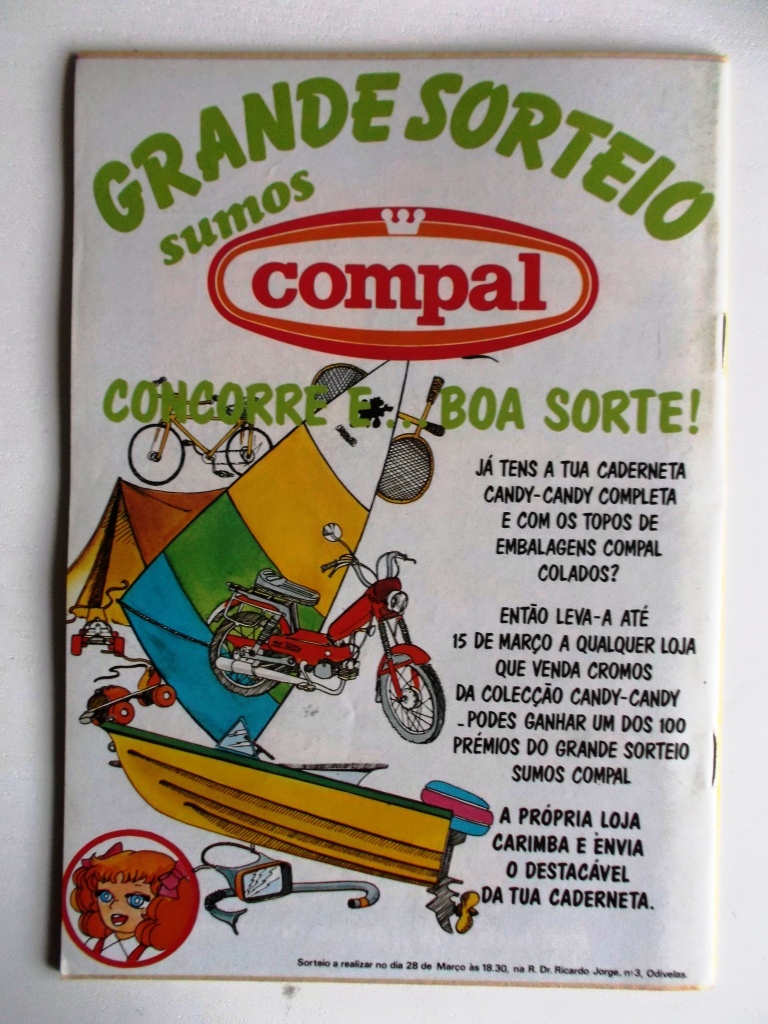 GRANDE SORTEIO
sumos
compal
CONCORRE E... BOA SORTE!
JÁ TENS A TUA CADERNETA
CANDY-CANDY COMPLETA
E COM OS TOPOS DE
EMBALAGENS COMPAL
COLADOS?
ENTÃO LEVA-A ATÉ
15 DE MARÇO A QUALQUER LOJA
QUE VENDA CROMOS
DA COLECÇÃO CANDY-CANDY
- PODES GANHAR UM DOS 100
PRÉMIOS DO GRANDE SORTEIO
SUMOS COMPAL
A PRÓPRIA LOJA
CARIMBA E ENVIA
O DESTACÁVEL
DA TUA CADERNETA.
Sorteio a realizar no dia 28 de Março às 18.30, na R. Dr. Ricardo Jorge, nº 3, Odivelas.